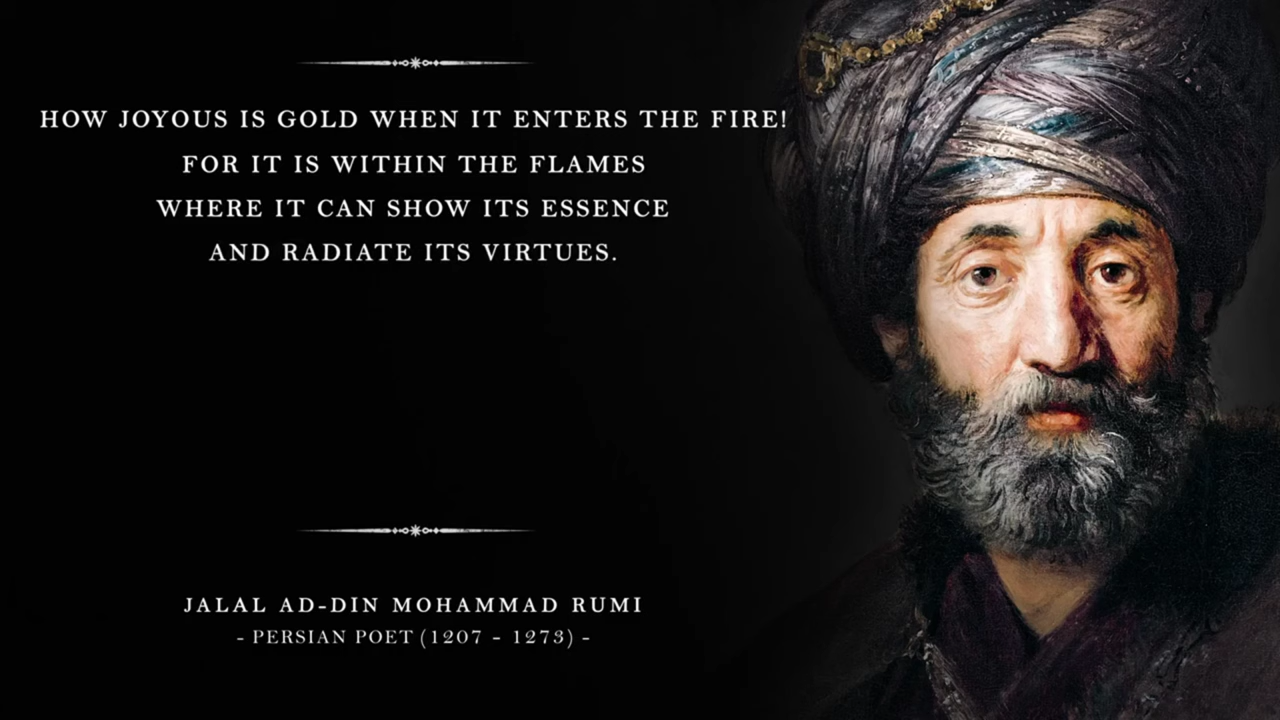 HOW JOYOUS IS GOLD WHEN IT ENTERS THE FIRE!
FOR IT IS WITHIN THE FLAMES
WHERE IT CAN SHOW ITS ESSENCE
AND RADIATE ITS VIRTUES.
JALAL AD-DIN MOHAMMAD RUMI
- PERSIAN POET (1207 - 1273) -